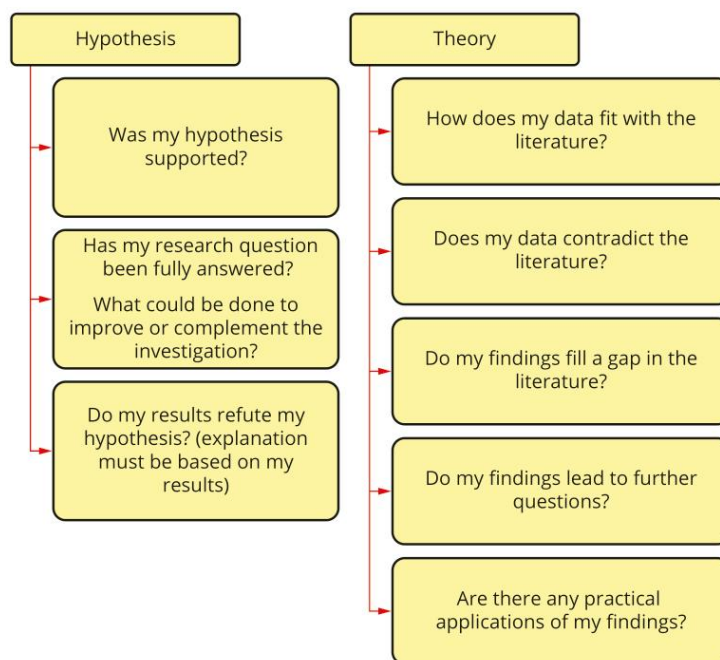 Hypothesis
Was my hypothesis
supported?
Has my research question
been fully answered?
What could be done to
improve or complement the
investigation?
Do my results refute my
hypothesis? (explanation
must be based on my
results)
Theory
How does my data fit with the
literature?
Does my data contradict the
literature?
Do my findings fill a gap in the
literature?
Do my findings lead to further
questions?
Are there any practical
applications of my findings?